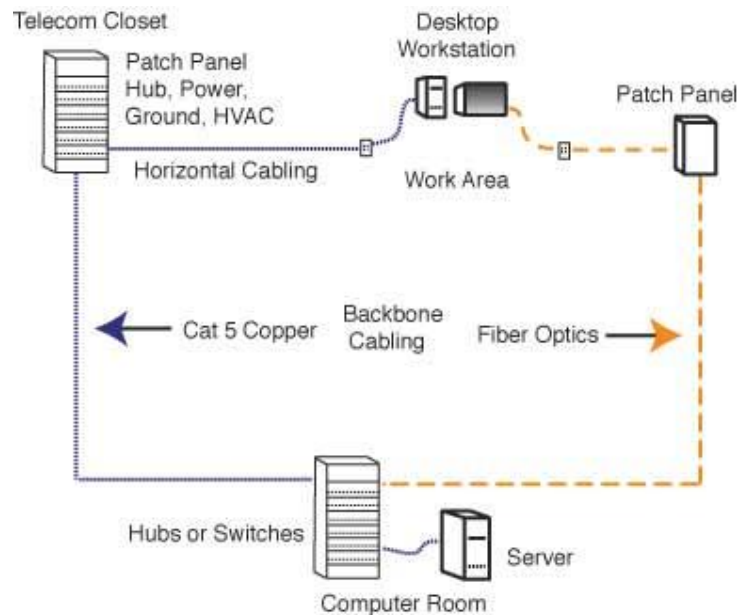 Telecom Closet
Patch Panel
Hub, Power,
Ground, HVAC
Desktop
Workstation
Patch Panel
Horizontal Cabling
Work Area
Cat 5 Copper
Backbone
Cabling
Fiber Optics
Hubs or Switches
Server
Computer Room